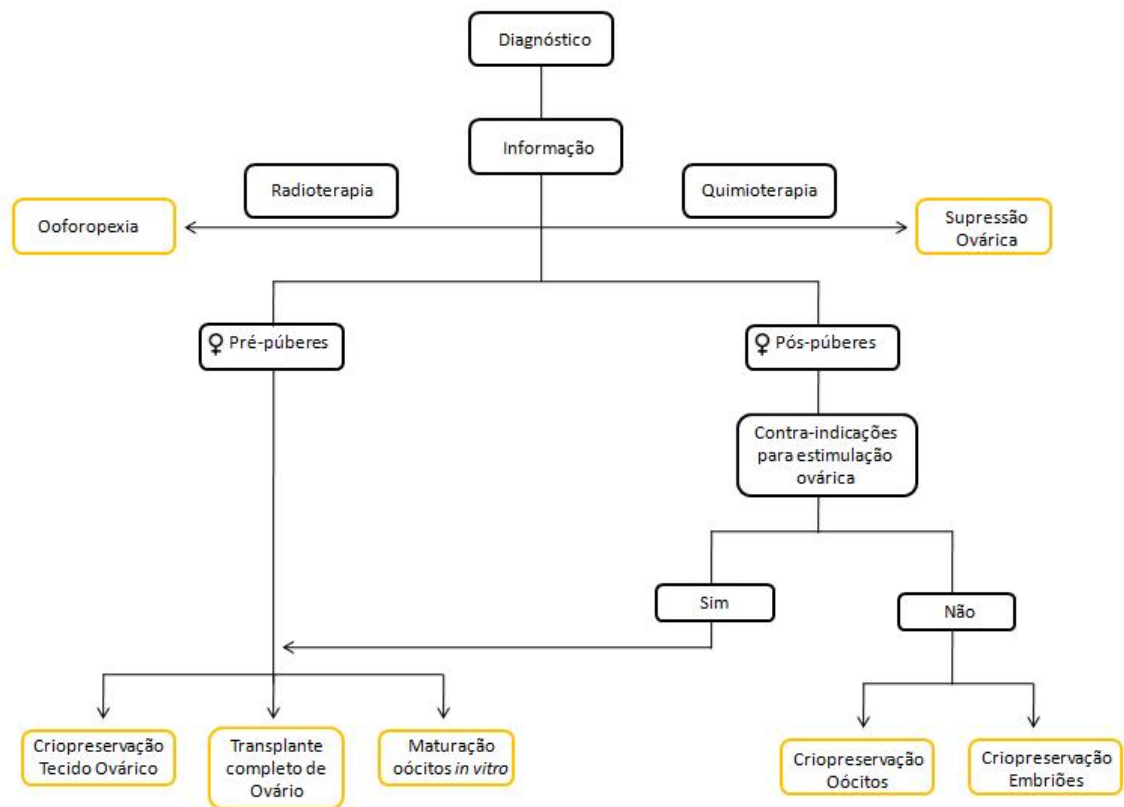 Diagnóstico
Informação
Radioterapia
Quimioterapia
Ooforopexia
Supressão
Ovárica
♀ Pré-púberes
♀ Pós-púberes
Contra-indicações
para estimulação
ovárica
Sim
Não
Criopreservação
Tecido Ovárico
Transplante
completo de
Ovário
Maturação
oócitos in vitro
Criopreservação
Oócitos
Criopreservação
Embriões